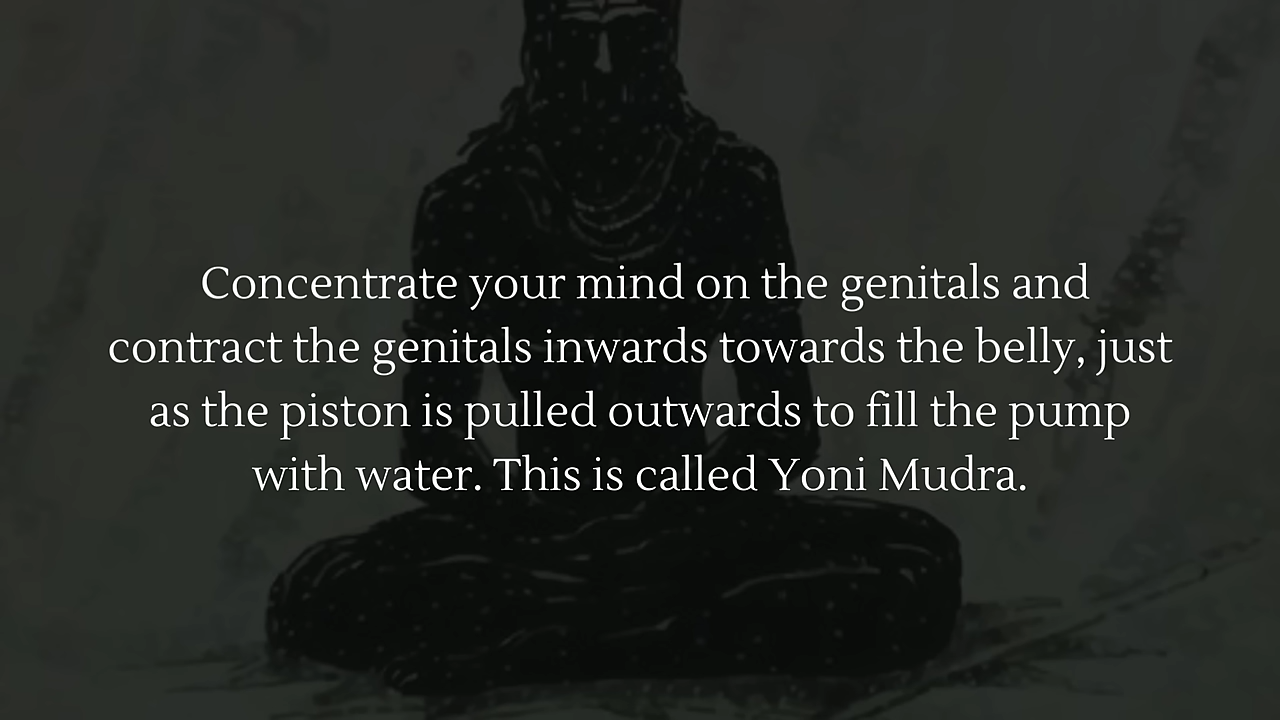 Concentrate your mind on the genitals and
contract the genitals inwards towards the belly, just
as the piston is pulled outwards to fill the pump
with water. This is called Yoni Mudra.